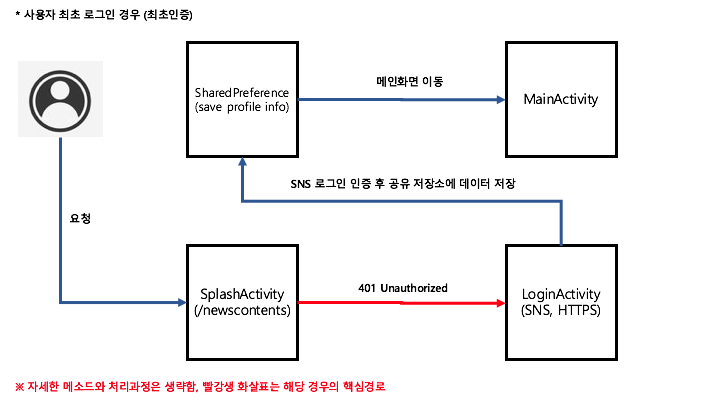 * 사용자 최초 로그인 경우 (최초인증)
SharedPreference
(save profile info)
메인화면 이동
MainActivity
SNS 로그인 인증 후 공유 저장소에 데이터 저장
요청
SplashActivity
(/newscontents)
401 Unauthorized
LoginActivity
(SNS, HTTPS)
※ 자세한 메소드와 처리과정은 생략함, 빨강생 화살표는 해당 경우의 핵심경로